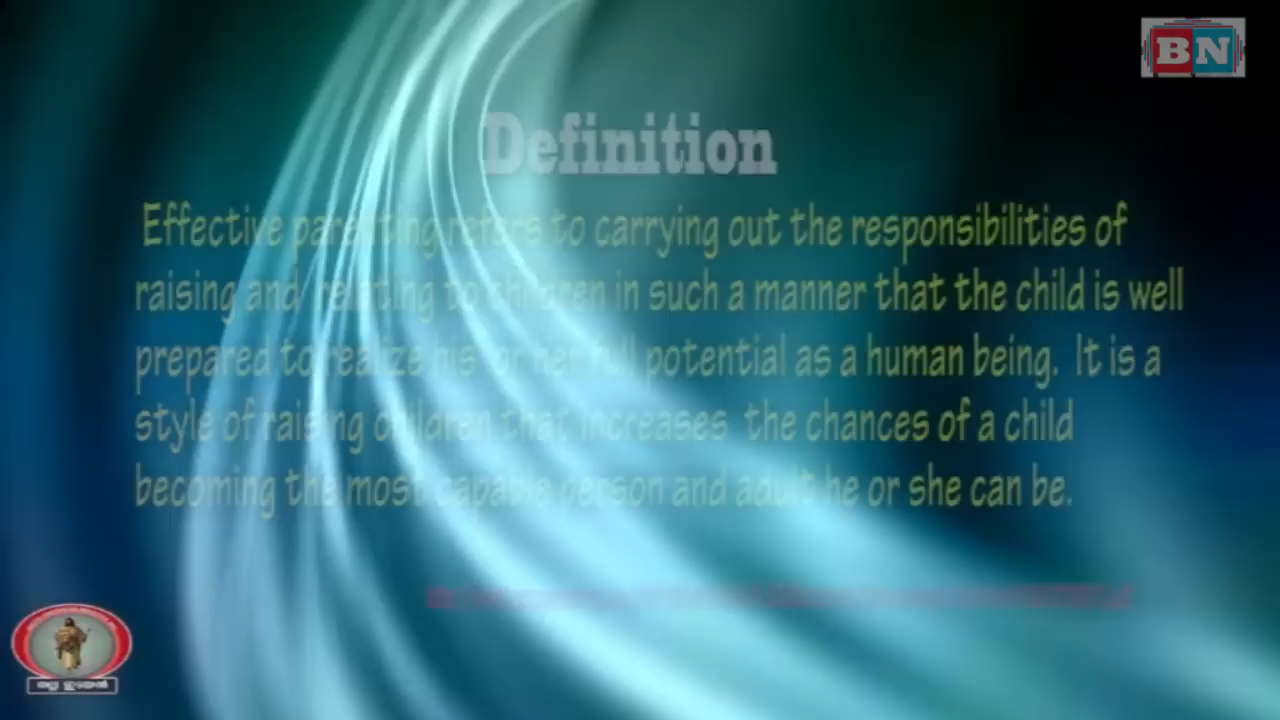 BN
Definition
Effective parenting refers to carrying out the responsibilities of
raising and relating to children in such a manner that the child is well
prepared to realize his or her full potential as a human being. It is a
style of raising children that increases the chances of a child
becoming the most capable person and adult he or she can be.